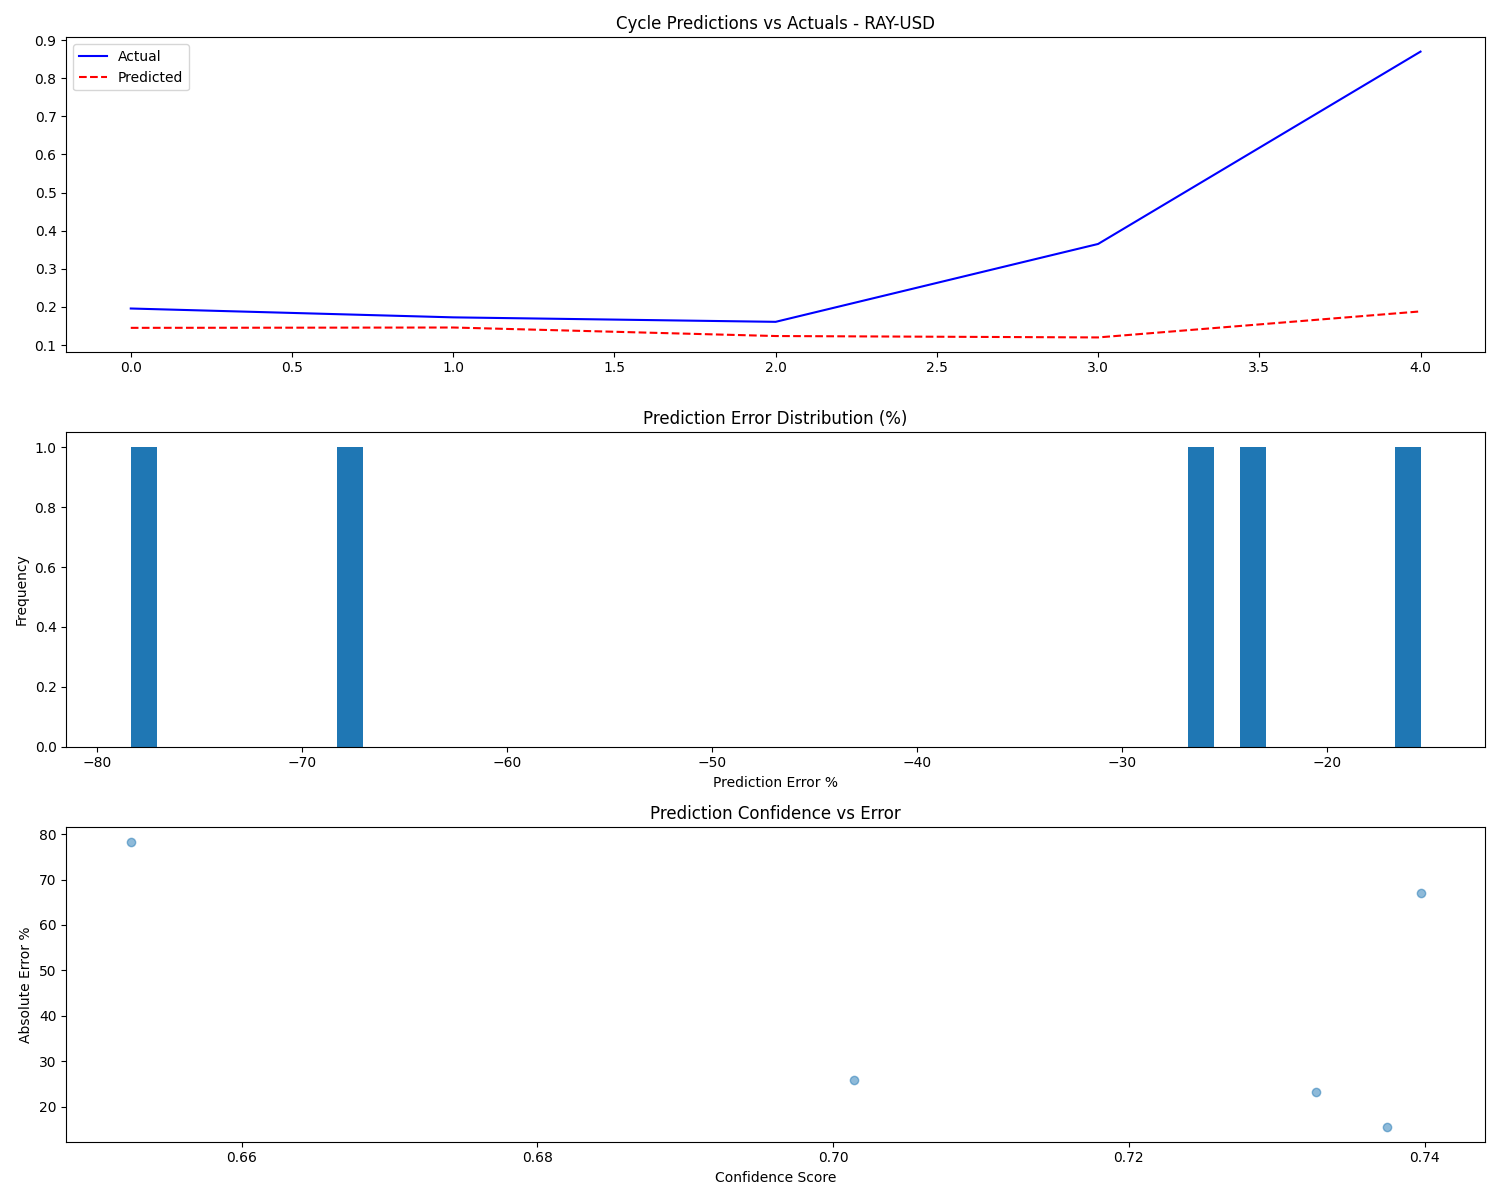 Cycle Predictions vs Actuals - RAY-USD
Actual
Predicted
0.9
0.8
0.7
0.6
0.5
0.4
0.3
0.2
0.1
0.0 0.5 1.0 1.5 2.0 2.5 3.0 3.5 4.0
Prediction Error Distribution (%)
Frequency
1.0
0.8
0.6
0.4
0.2
0.0
−80 −70 −60 −50 −40 −30 −20
Prediction Error %
Prediction Confidence vs Error
Absolute Error %
80
70
60
50
40
30
20
0.66 0.68 0.70 0.72 0.74
Confidence Score